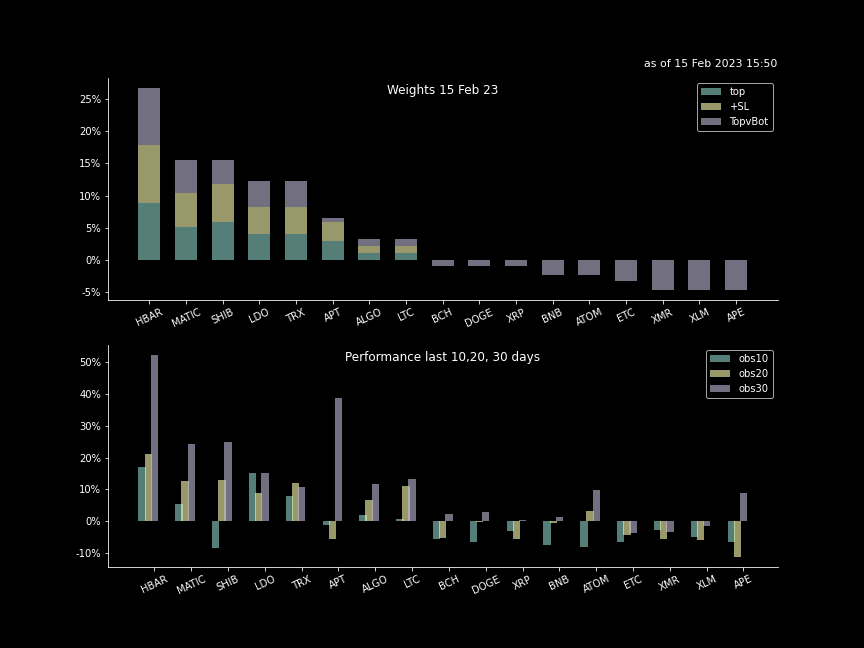 as of 15 Feb 2023 15:50
Weights 15 Feb 23
top
+SL
TopvBot
25%
20%
15%
10%
5%
0%
-5%
HBAR MATIC SHIB LDO TRX APT ALGO LTC BCH DOGE XRP BNB ATOM ETC XMR XLM APE
Performance last 10,20, 30 days
obs10
obs20
obs30
50%
40%
30%
20%
10%
0%
-10%
HBAR MATIC SHIB LDO TRX APT ALGO LTC BCH DOGE XRP BNB ATOM ETC XMR XLM APE